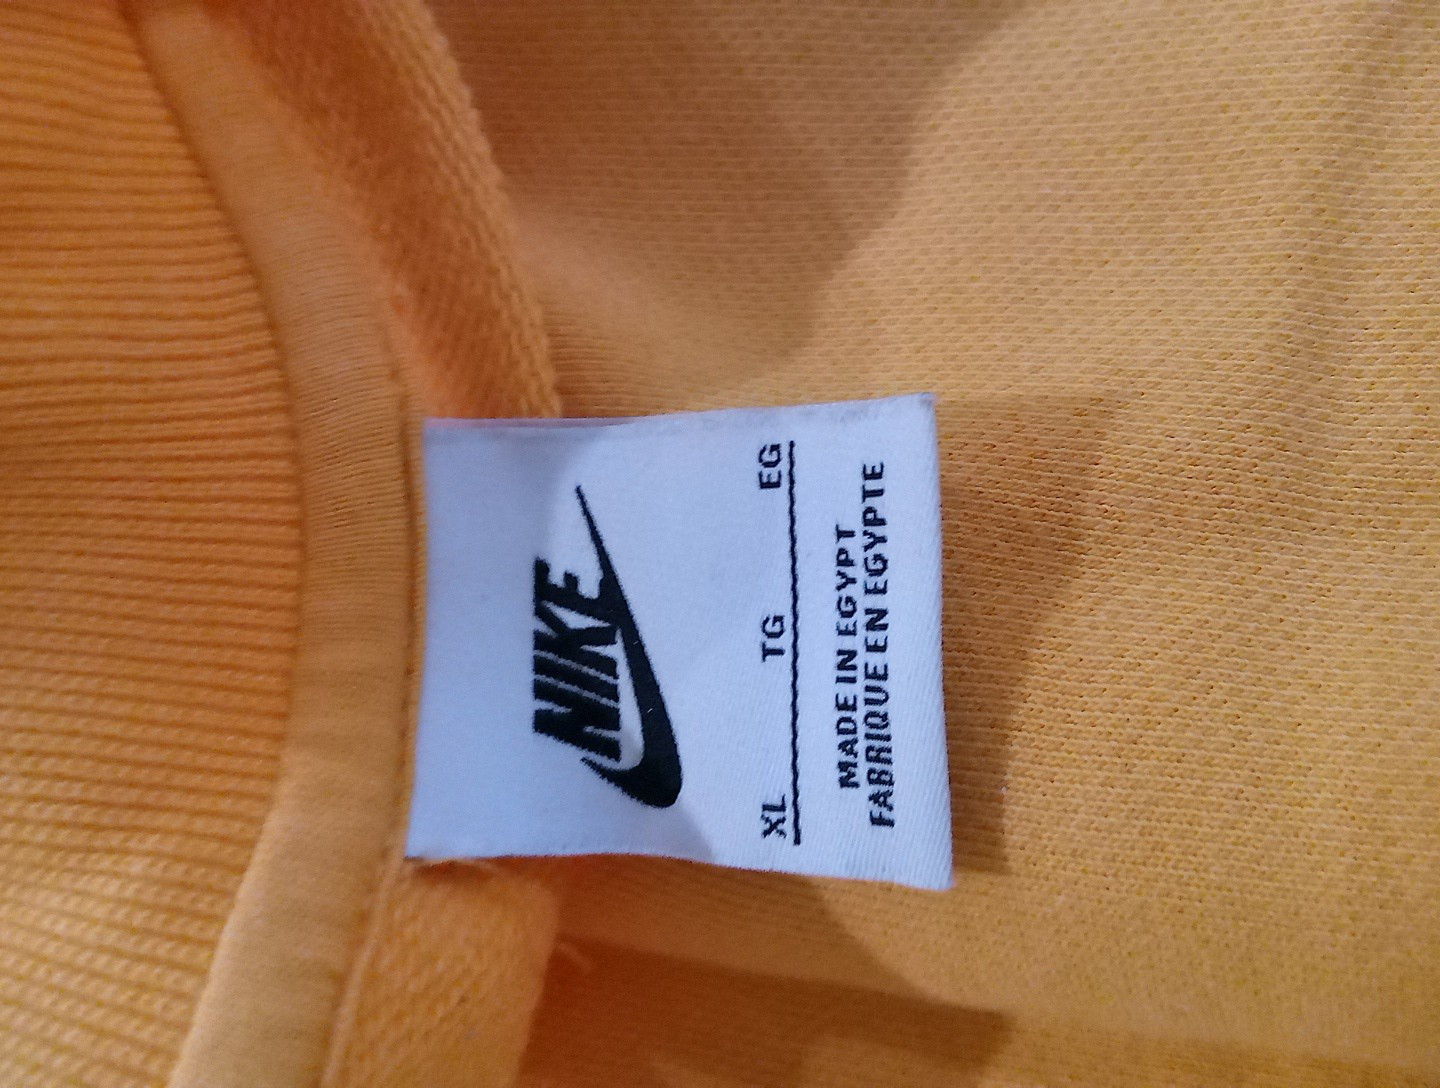 NIKE
XL TG EG
MADE IN EGYPT
FABRIQUE EN EGYPTE